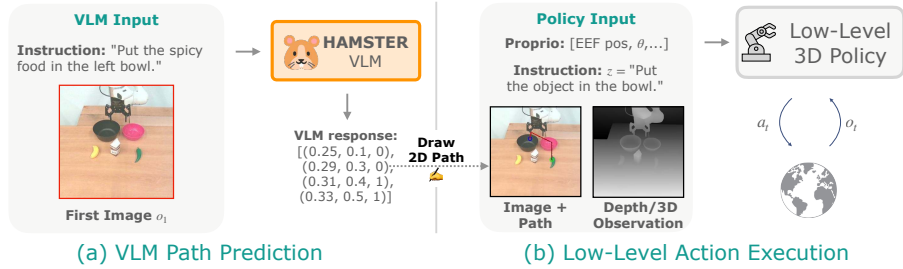 VLM Input
Instruction: "Put the spicy
food in the left bowl."
First Image o₁
HAMSTER
VLM
VLM response:
[(0.25, 0.1, 0),
(0.29, 0.3, 0),
(0.31, 0.4, 1),
(0.33, 0.5, 1)]
(a) VLM Path Prediction
Draw
2D Path
Policy Input
Proprio: [EEF pos, θ,...]
Instruction: z = "Put
the object in the bowl."
Image +
Path
Depth/3D
Observation
Low-Level
3D Policy
aₜ
oₜ
(b) Low-Level Action Execution